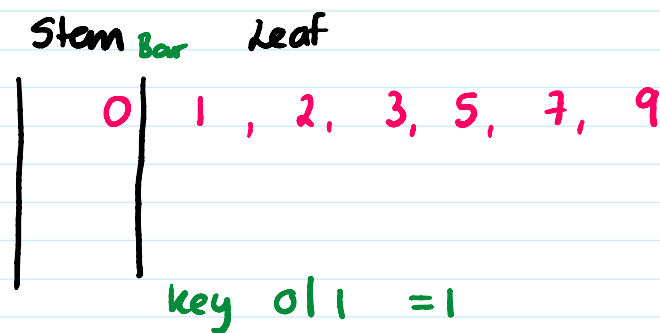 Stem Bar Leaf
0 | 1 , 2, 3, 5, 7, 9
key 0 | 1 = 1